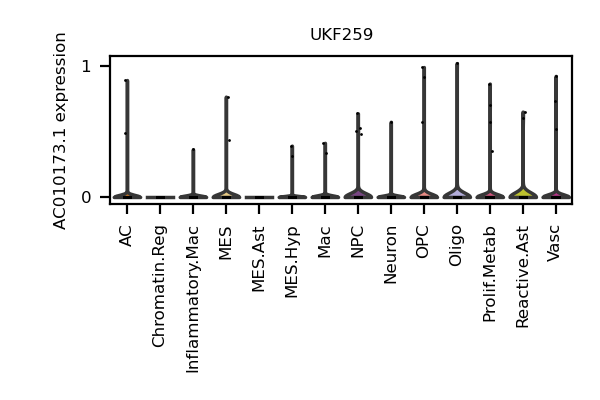 UKF259
AC010173.1 expression
1
0
AC
Chromatin.Reg
Inflammatory.Mac
MES
MES.Ast
MES.Hyp
Mac
NPC
Neuron
OPC
Oligo
Prolif.Metab
Reactive.Ast
Vasc